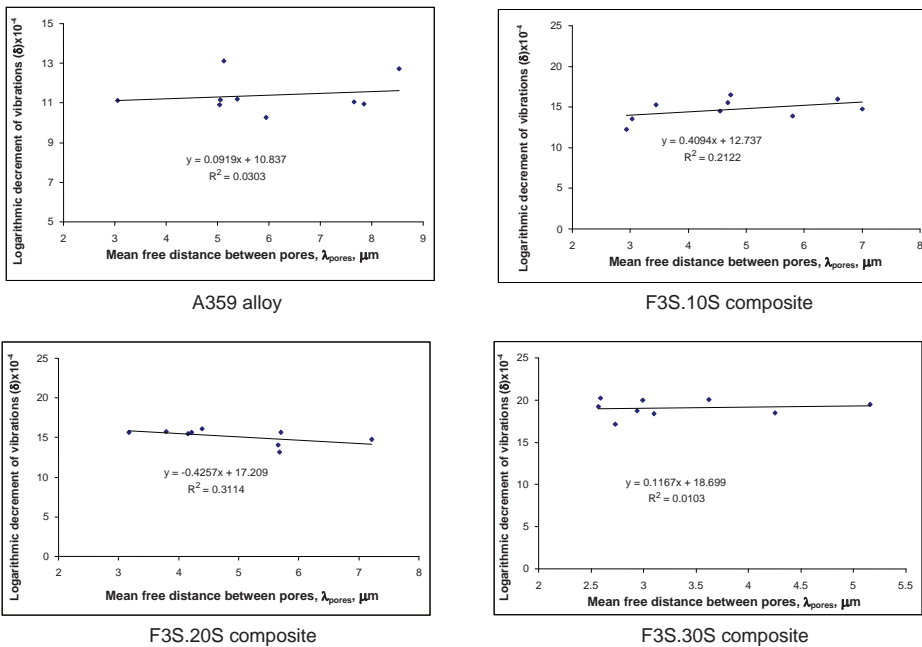 Logarithmic decrement of vibrations (δ)x10⁻⁴
15
13
11
9
7
5
y = 0.0919x + 10.837
R² = 0.0303
2 3 4 5 6 7 8 9
Mean free distance between pores, λpores, μm
A359 alloy
Logarithmic decrement of vibrations (δ)x10⁻⁴
25
20
15
10
5
0
y = 0.4094x + 12.737
R² = 0.2122
2 3 4 5 6 7 8
Mean free distance between pores, λpores, μm
F3S.10S composite
Logarithmic decrement of vibrations (δ)x10⁻⁴
25
20
15
10
5
0
y = -0.4257x + 17.209
R² = 0.3114
2 3 4 5 6 7 8
Mean free distance between pores, λpores, μm
F3S.20S composite
Logarithmic decrement of vibrations (δ)x10⁻⁴
25
20
15
10
5
0
y = 0.1167x + 18.699
R² = 0.0103
2 2.5 3 3.5 4 4.5 5 5.5
Mean free distance between pores, λpores, μm
F3S.30S composite